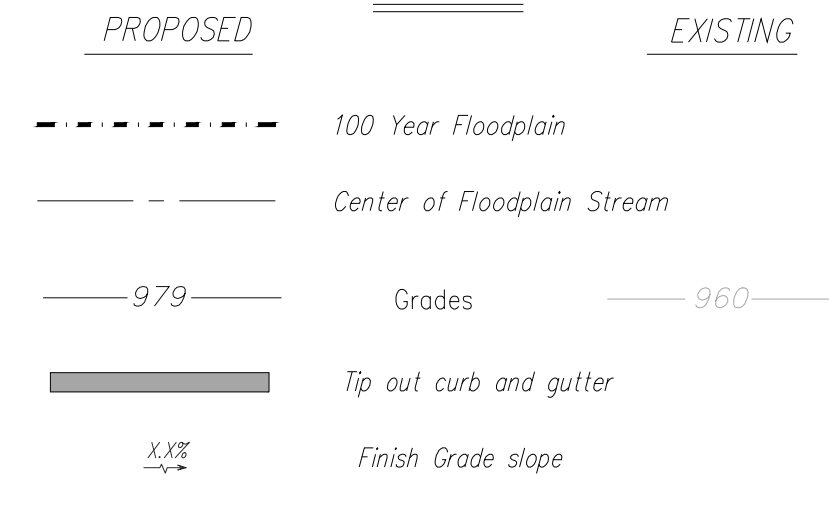 PROPOSED EXISTING
100 Year Floodplain
Center of Floodplain Stream
979 Grades 960
Tip out curb and gutter
X.X% Finish Grade slope